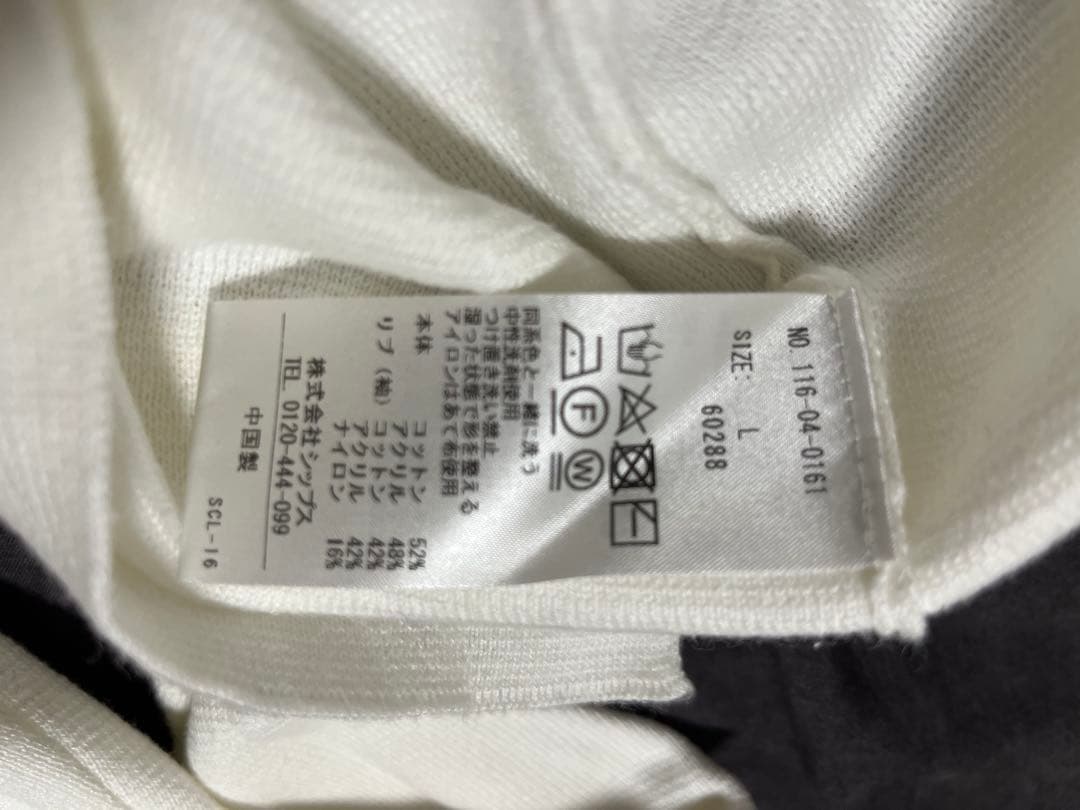 NO. 116-04-0161
SIZE: L
60288
同系色と一緒に洗う
中性洗剤使用
つけ置き洗い禁止
湿った状態で形を整える
アイロンはあて布使用
本体 コットン 52%
アクリル 48%
リブ（袖） コットン 42%
アクリル 42%
ナイロン 16%
株式会社シップス
TEL 0120-444-099
中国製
SCL-16